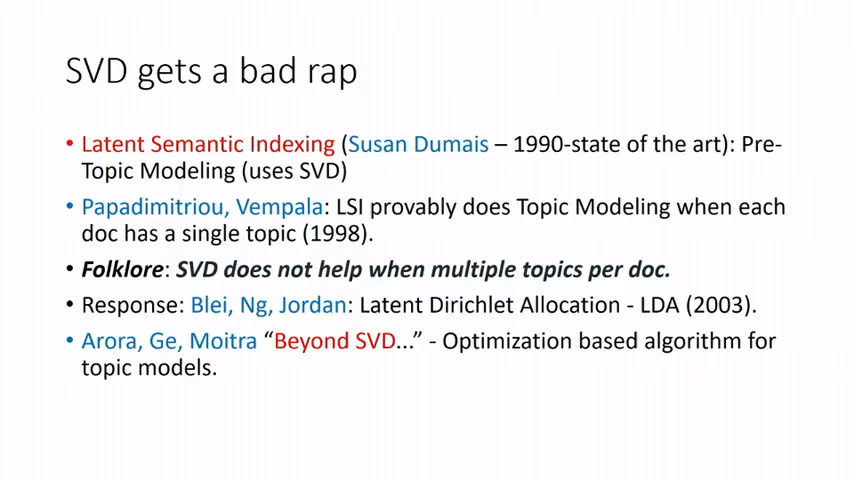 SVD gets a bad rap
• Latent Semantic Indexing (Susan Dumais – 1990-state of the art): Pre-
Topic Modeling (uses SVD)
• Papadimitriou, Vempala: LSI provably does Topic Modeling when each
doc has a single topic (1998).
• Folklore: SVD does not help when multiple topics per doc.
• Response: Blei, Ng, Jordan: Latent Dirichlet Allocation - LDA (2003).
• Arora, Ge, Moitra “Beyond SVD...” - Optimization based algorithm for
topic models.